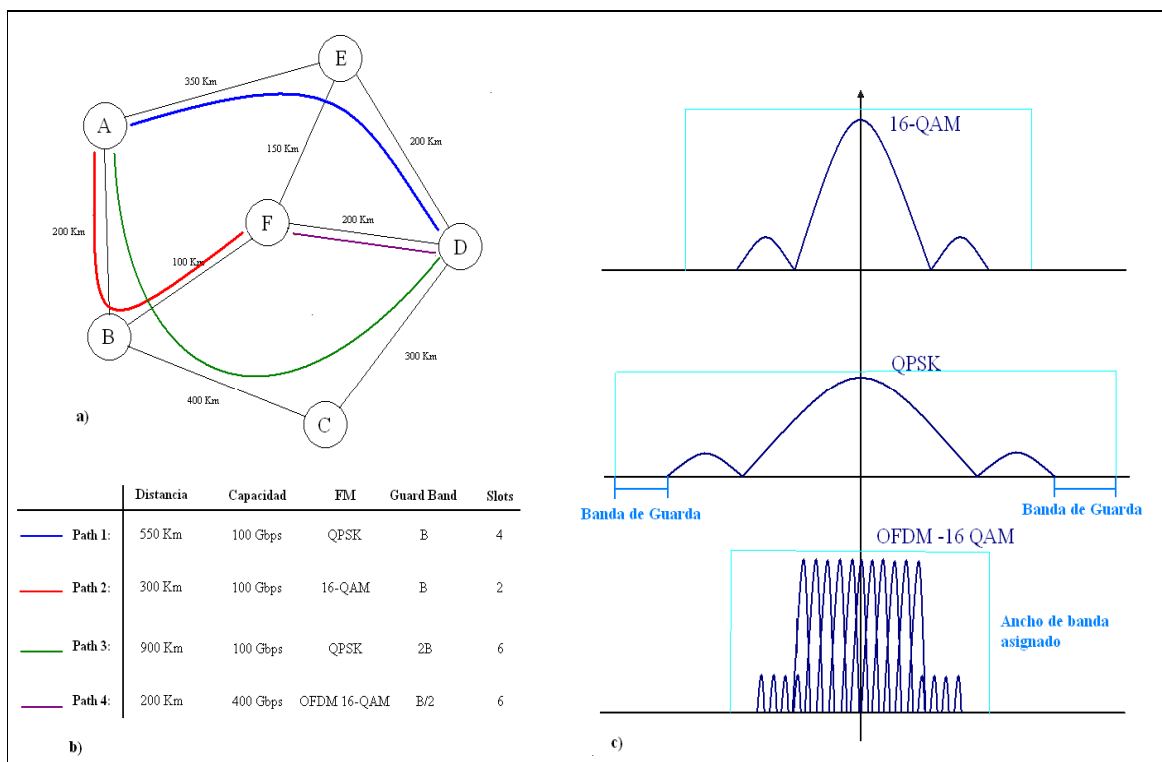 E
350 Km
A
150 Km
200 Km
F
200 Km
200 Km
D
100 Km
B
300 Km
400 Km
C
a)
Distancia Capacidad FM Guard Band Slots
Path 1: 550 Km 100 Gbps QPSK B 4
Path 2: 300 Km 100 Gbps 16-QAM B 2
Path 3: 900 Km 100 Gbps QPSK 2B 6
Path 4: 200 Km 400 Gbps OFDM 16-QAM B/2 6
b)
16-QAM
QPSK
Banda de Guarda
Banda de Guarda
OFDM -16 QAM
Ancho de banda
asignado
c)